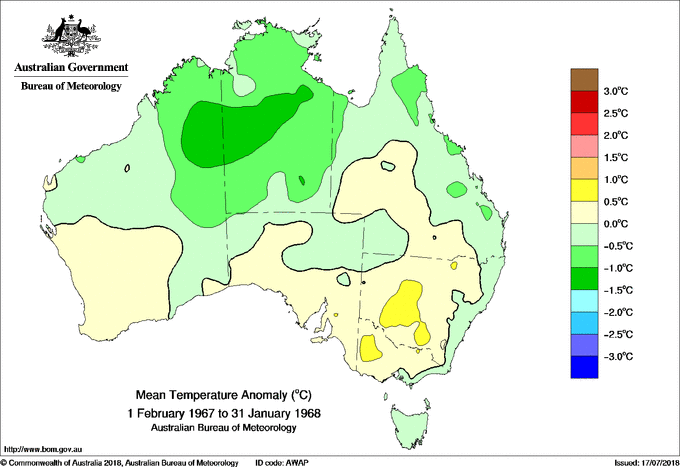 Australian Government
Bureau of Meteorology
3.0°C
2.5°C
2.0°C
1.5°C
1.0°C
0.5°C
0.0°C
-0.5°C
-1.0°C
-1.5°C
-2.0°C
-2.5°C
-3.0°C
Mean Temperature Anomaly (°C)
1 February 1967 to 31 January 1968
Australian Bureau of Meteorology
http://www.bom.gov.au
© Commonwealth of Australia 2018, Australian Bureau of Meteorology ID code: AWAP Issued: 17/07/2018